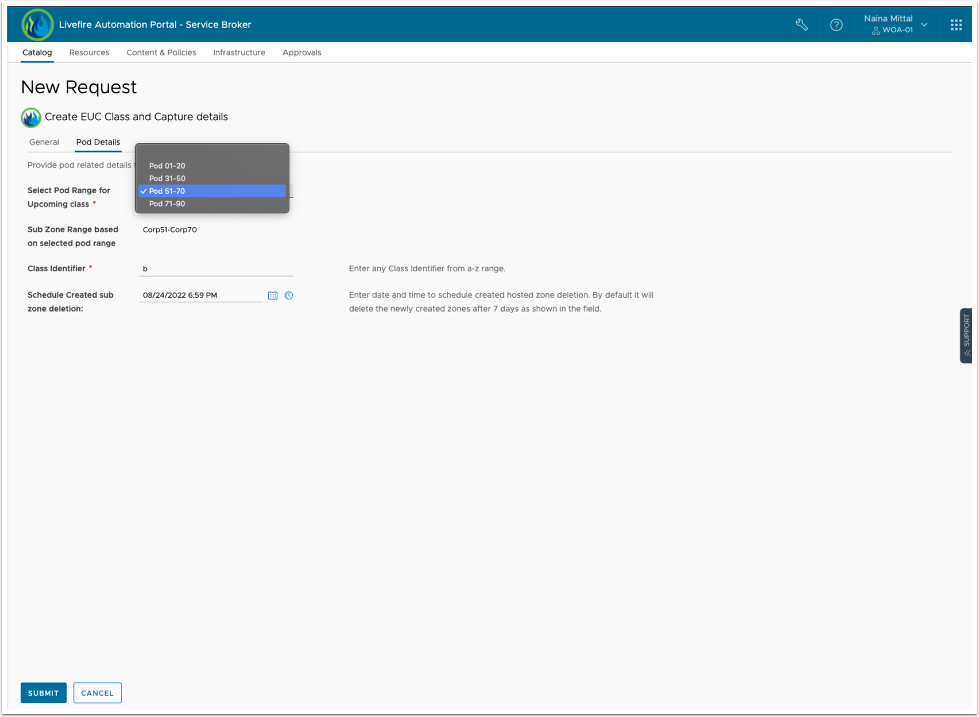 Livefire Automation Portal - Service Broker
Naina Mittal
WOA-01
Catalog Resources Content & Policies Infrastructure Approvals
New Request
Create EUC Class and Capture details
General Pod Details
Provide pod related details
Pod 01-20
Pod 31-50
Pod 51-70
Pod 71-90
Select Pod Range for
Upcoming class *
Sub Zone Range based
on selected pod range
Corp51-Corp70
Class Identifier *
b
Enter any Class Identifier from a-z range.
Schedule Created sub
zone deletion:
08/24/2022 6:59 PM
Enter date and time to schedule created hosted zone deletion. By default it will
delete the newly created zones after 7 days as shown in the field.
SUPPORT
SUBMIT CANCEL